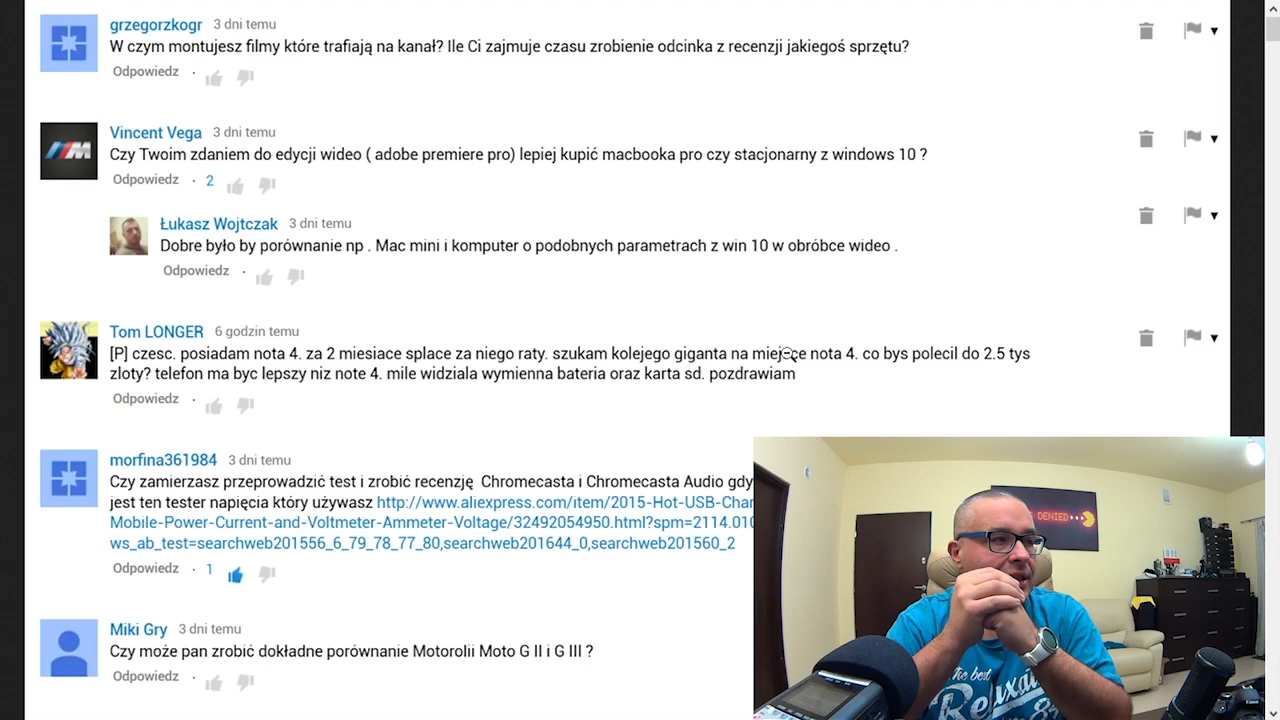 grzegorzkogr 3 dni temu
W czym montujesz filmy które trafiają na kanał? Ile Ci zajmuje czasu zrobienie odcinka z recenzji jakiegoś sprzętu?
Odpowiedz ·
Vincent Vega 3 dni temu
Czy Twoim zdaniem do edycji wideo ( adobe premiere pro) lepiej kupić macbooka pro czy stacjonarny z windows 10 ?
Odpowiedz · 2
Łukasz Wojtczak 3 dni temu
Dobre było by porównanie np . Mac mini i komputer o podobnych parametrach z win 10 w obróbce wideo .
Odpowiedz ·
Tom LONGER 6 godzin temu
[P] czesc. posiadam nota 4. za 2 miesiace splace za niego raty. szukam kolejego giganta na miejsce nota 4. co bys polecil do 2.5 tys
zloty? telefon ma byc lepszy niz note 4. mile widziala wymienna bateria oraz karta sd. pozdrawiam
Odpowiedz ·
morfina361984 3 dni temu
Czy zamierzasz przeprowadzić test i zrobić recenzję Chromecasta i Chromecasta Audio gdy
jest ten tester napięcia który używasz http://www.aliexpress.com/item/2015-Hot-USB-Char
Mobile-Power-Current-and-Voltmeter-Ammeter-Voltage/32492054950.html?spm=2114.010
ws_ab_test=searchweb201556_6_79_78_77_80,searchweb201644_0,searchweb201560_2
Odpowiedz · 1
Miki Gry 3 dni temu
Czy może pan zrobić dokładne porównanie Motorolii Moto G II i G III ?
Odpowiedz ·
DENIED
The best
Canon